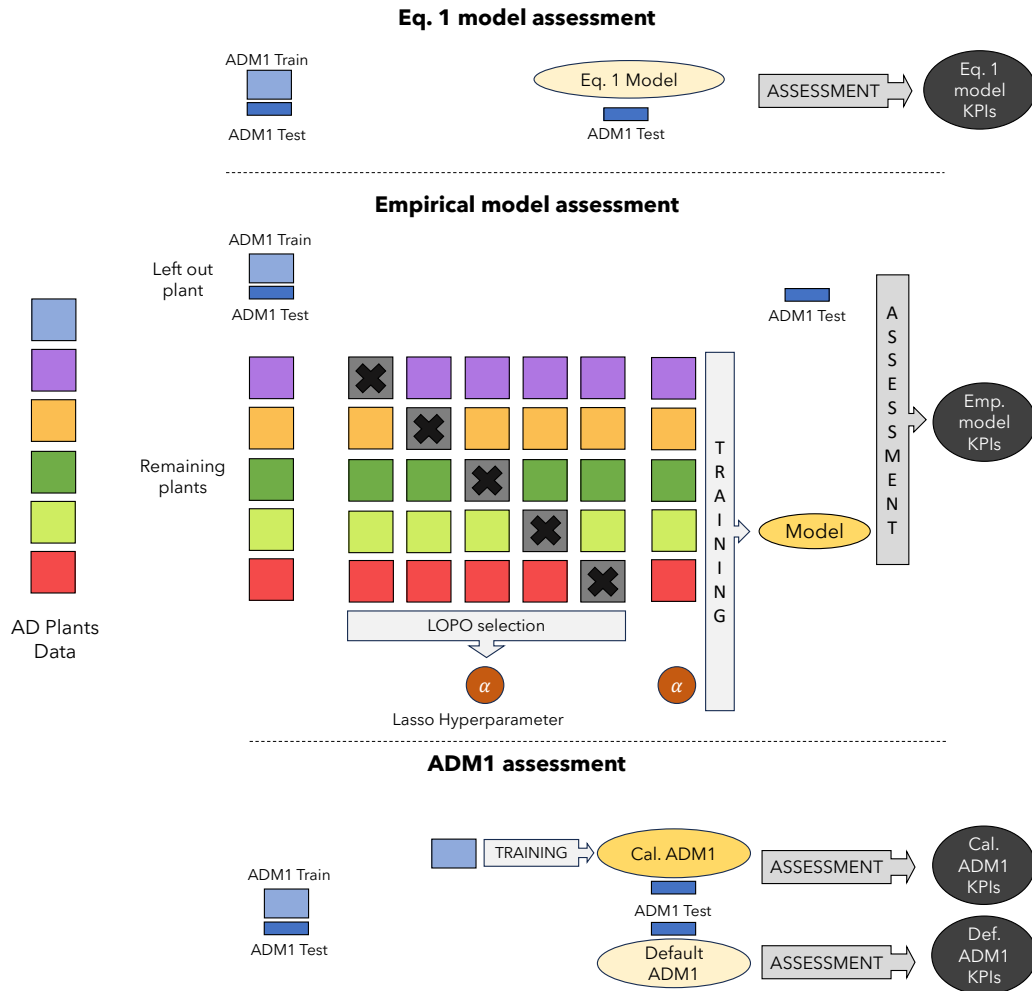 Eq. 1 model assessment
ADM1 Train
ADM1 Test
Eq. 1 Model
ADM1 Test
ASSESSMENT
Eq. 1
model
KPIs
Empirical model assessment
Left out
plant
ADM1 Train
ADM1 Test
ADM1 Test
Remaining
plants
AD Plants
Data
LOPO selection
α
Lasso Hyperparameter
α
TRAINING
Model
ASSESSMENT
Emp.
model
KPIs
ADM1 assessment
ADM1 Train
ADM1 Test
TRAINING
Cal. ADM1
ADM1 Test
ASSESSMENT
Cal.
ADM1
KPIs
Default
ADM1
ASSESSMENT
Def.
ADM1
KPIs